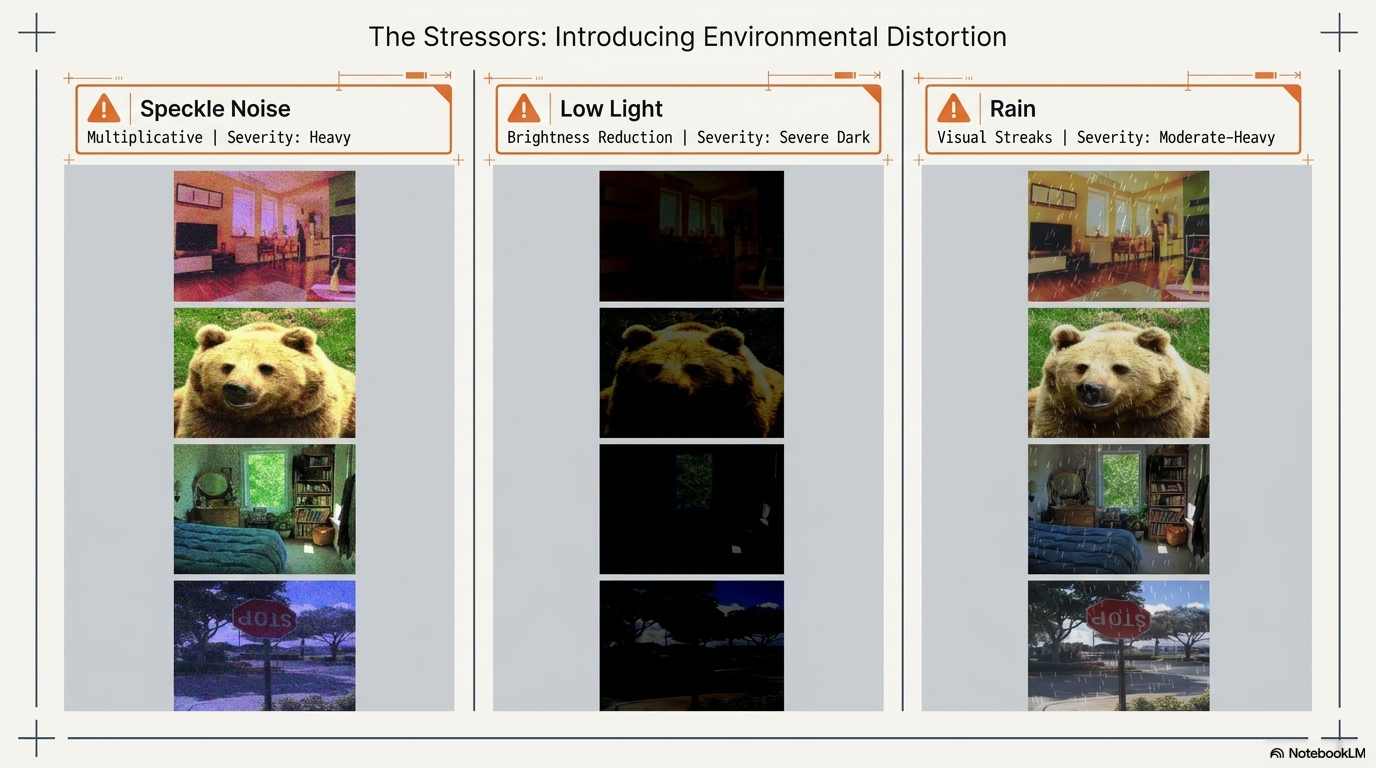 The Stressors: Introducing Environmental Distortion
Speckle Noise
Multiplicative | Severity: Heavy
Low Light
Brightness Reduction | Severity: Severe Dark
Rain
Visual Streaks | Severity: Moderate-Heavy
STOP
STOP
NotebookLM